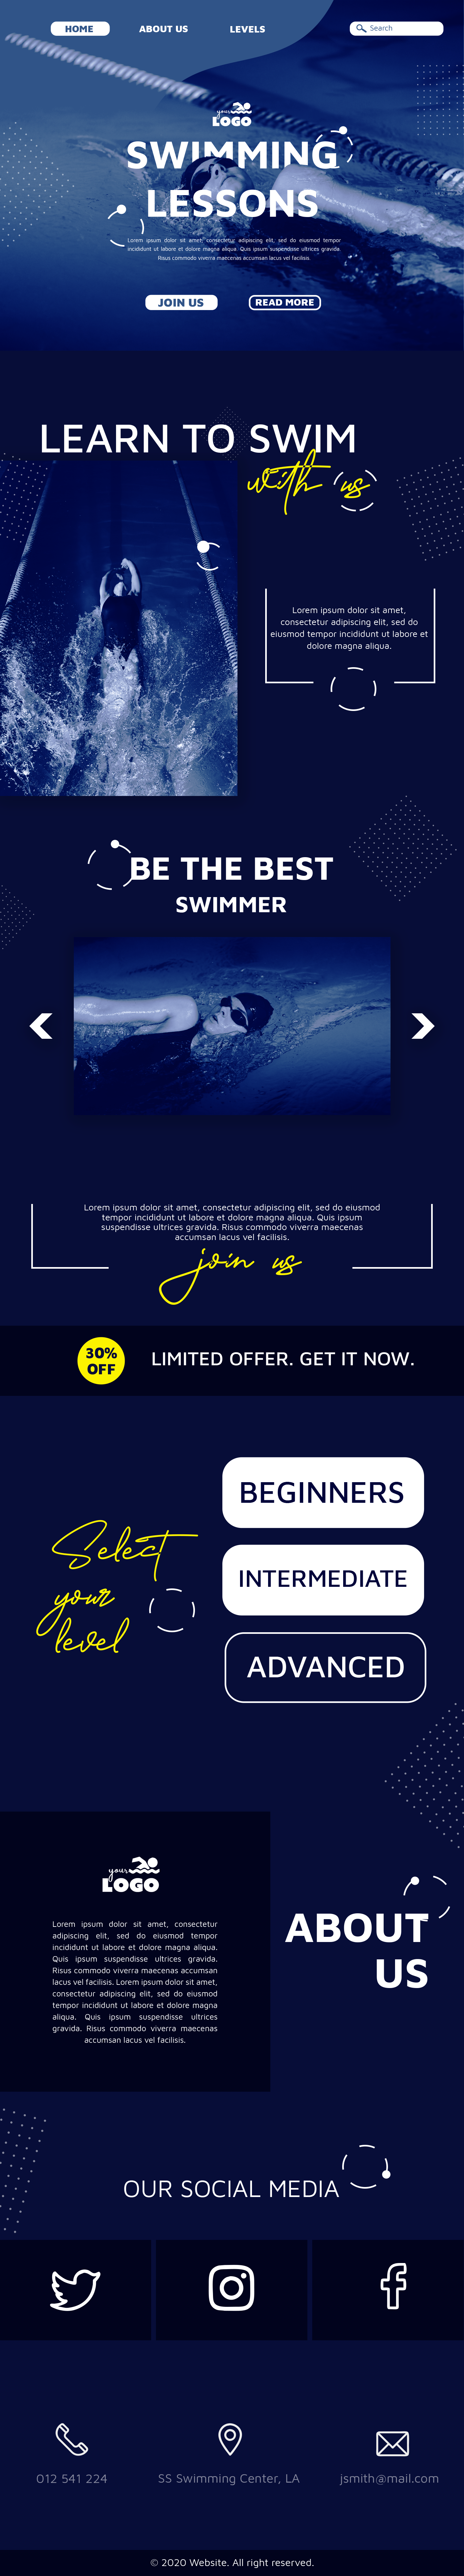 HOME ABOUT US LEVELS Search
your
LOGO
SWIMMING
LESSONS
Lorem ipsum dolor sit amet, consectetur adipiscing elit, sed do eiusmod tempor
incididunt ut labore et dolore magna aliqua. Quis ipsum suspendisse ultrices gravida.
Risus commodo viverra maecenas accumsan lacus vel facilisis.
JOIN US READ MORE
LEARN TO SWIM
with us
Lorem ipsum dolor sit amet,
consectetur adipiscing elit, sed do
eiusmod tempor incididunt ut labore et
dolore magna aliqua.
BE THE BEST
SWIMMER
Lorem ipsum dolor sit amet, consectetur adipiscing elit, sed do eiusmod
tempor incididunt ut labore et dolore magna aliqua. Quis ipsum
suspendisse ultrices gravida. Risus commodo viverra maecenas
accumsan lacus vel facilisis.
join us
30%
OFF
LIMITED OFFER. GET IT NOW.
Select
your
level
BEGINNERS
INTERMEDIATE
ADVANCED
your
LOGO
Lorem ipsum dolor sit amet, consectetur
adipiscing elit, sed do eiusmod tempor
incididunt ut labore et dolore magna aliqua.
Quis ipsum suspendisse ultrices gravida.
Risus commodo viverra maecenas accumsan
lacus vel facilisis. Lorem ipsum dolor sit amet,
consectetur adipiscing elit, sed do eiusmod
tempor incididunt ut labore et dolore magna
aliqua. Quis ipsum suspendisse ultrices
gravida. Risus commodo viverra maecenas
accumsan lacus vel facilisis.
ABOUT
US
OUR SOCIAL MEDIA
012 541 224 SS Swimming Center, LA jsmith@mail.com
© 2020 Website. All right reserved.